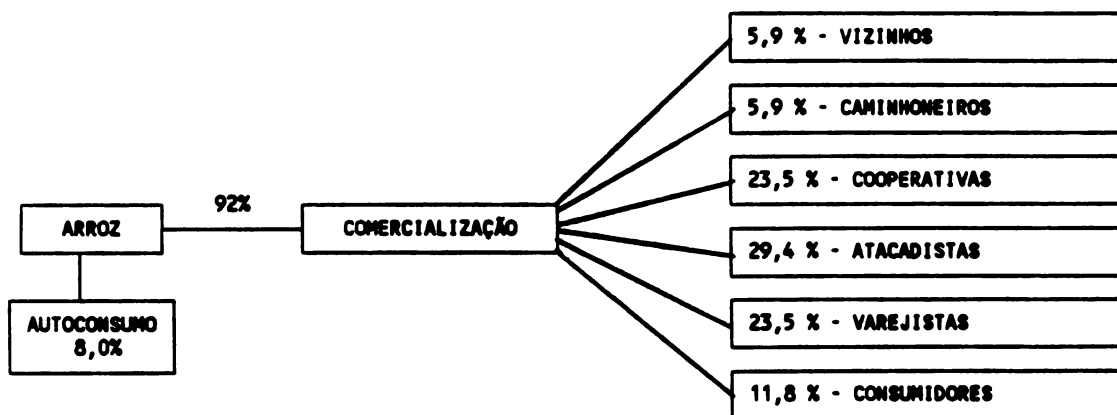 5,9 % - VIZINHOS
5,9 % - CAMINHONEIROS
23,5 % - COOPERATIVAS
92%
ARROZ
COMERCIALIZAÇÃO
29,4 % - ATACADISTAS
AUTOCONSUMO
8,0%
23,5 % - VAREJISTAS
11,8 % - CONSUMIDORES